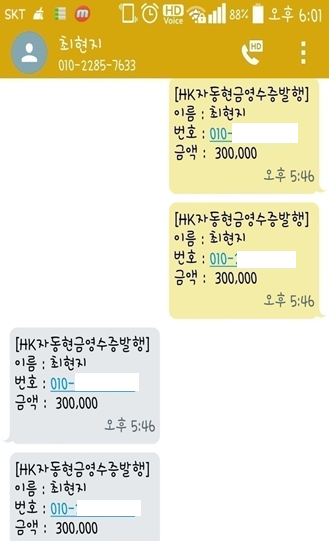 SKT HD Voice 88% 오후 6:01
최현지
010-2285-7633
HD
[HK자동현금영수증발행]
이름 : 최현지
번호 : 010-
금액 : 300,000
오후 5:46
[HK자동현금영수증발행]
이름 : 최현지
번호 : 010-
금액 : 300,000
오후 5:46
[HK자동현금영수증발행]
이름 : 최현지
번호 : 010-
금액 : 300,000
오후 5:46
[HK자동현금영수증발행]
이름 : 최현지
번호 : 010-
금액 : 300,000